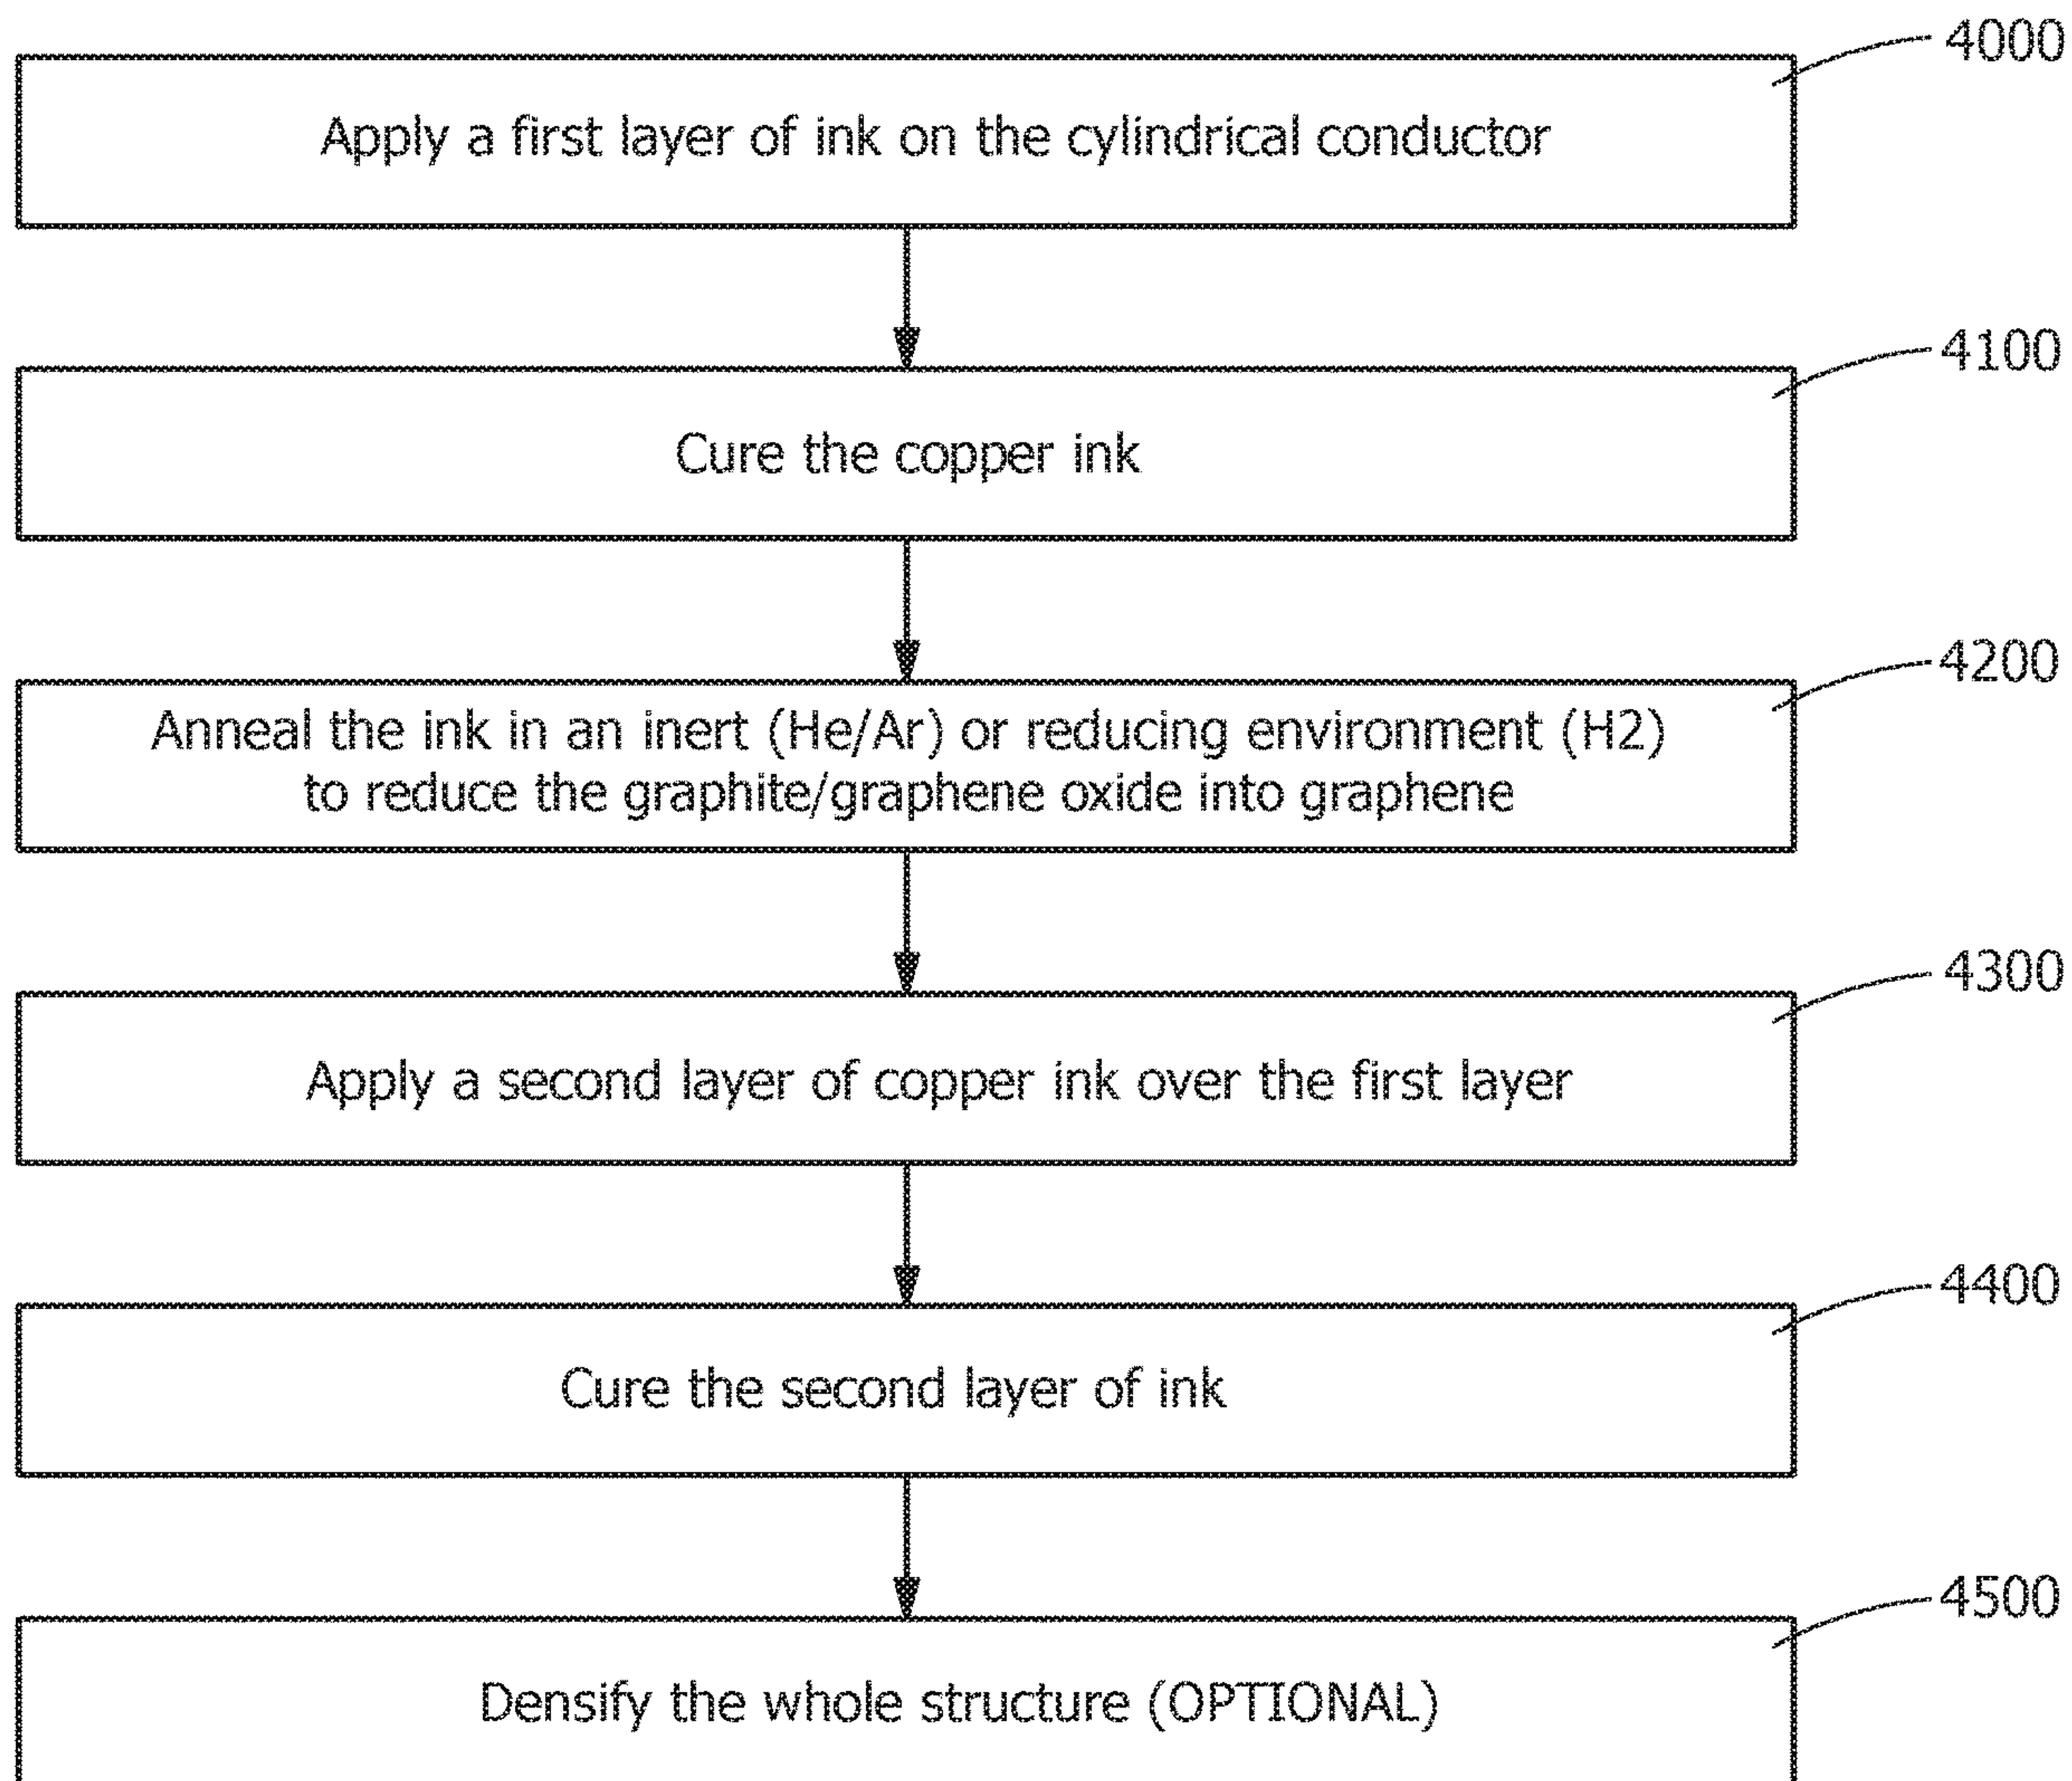 4000
Apply a first layer of ink on the cylindrical conductor
4100
Cure the copper ink
4200
Anneal the ink in an inert (He/Ar) or reducing environment (H2)
to reduce the graphite/graphene oxide into graphene
4300
Apply a second layer of copper ink over the first layer
4400
Cure the second layer of ink
4500
Densify the whole structure (OPTIONAL)